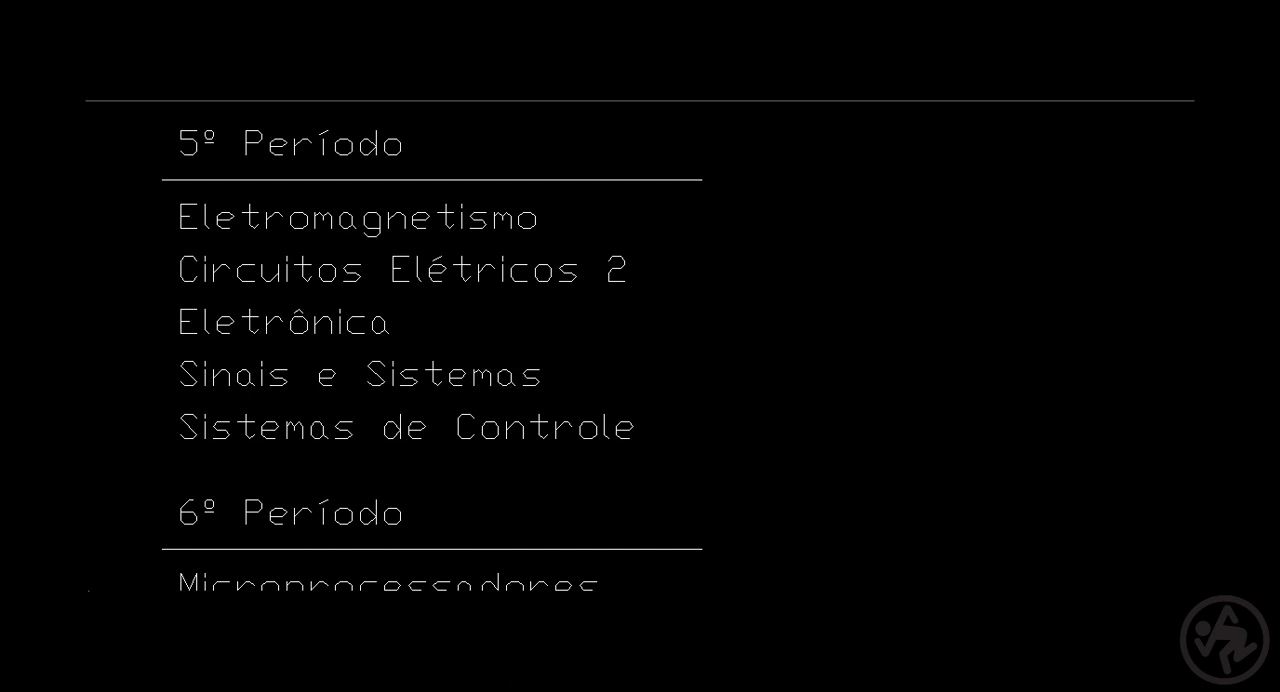 5º Período
Eletromagnetismo
Circuitos Elétricos 2
Eletrônica
Sinais e Sistemas
Sistemas de Controle
6º Período
Microprocessadores